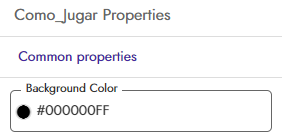 Como_Jugar Properties
Common properties
Background Color
#000000FF